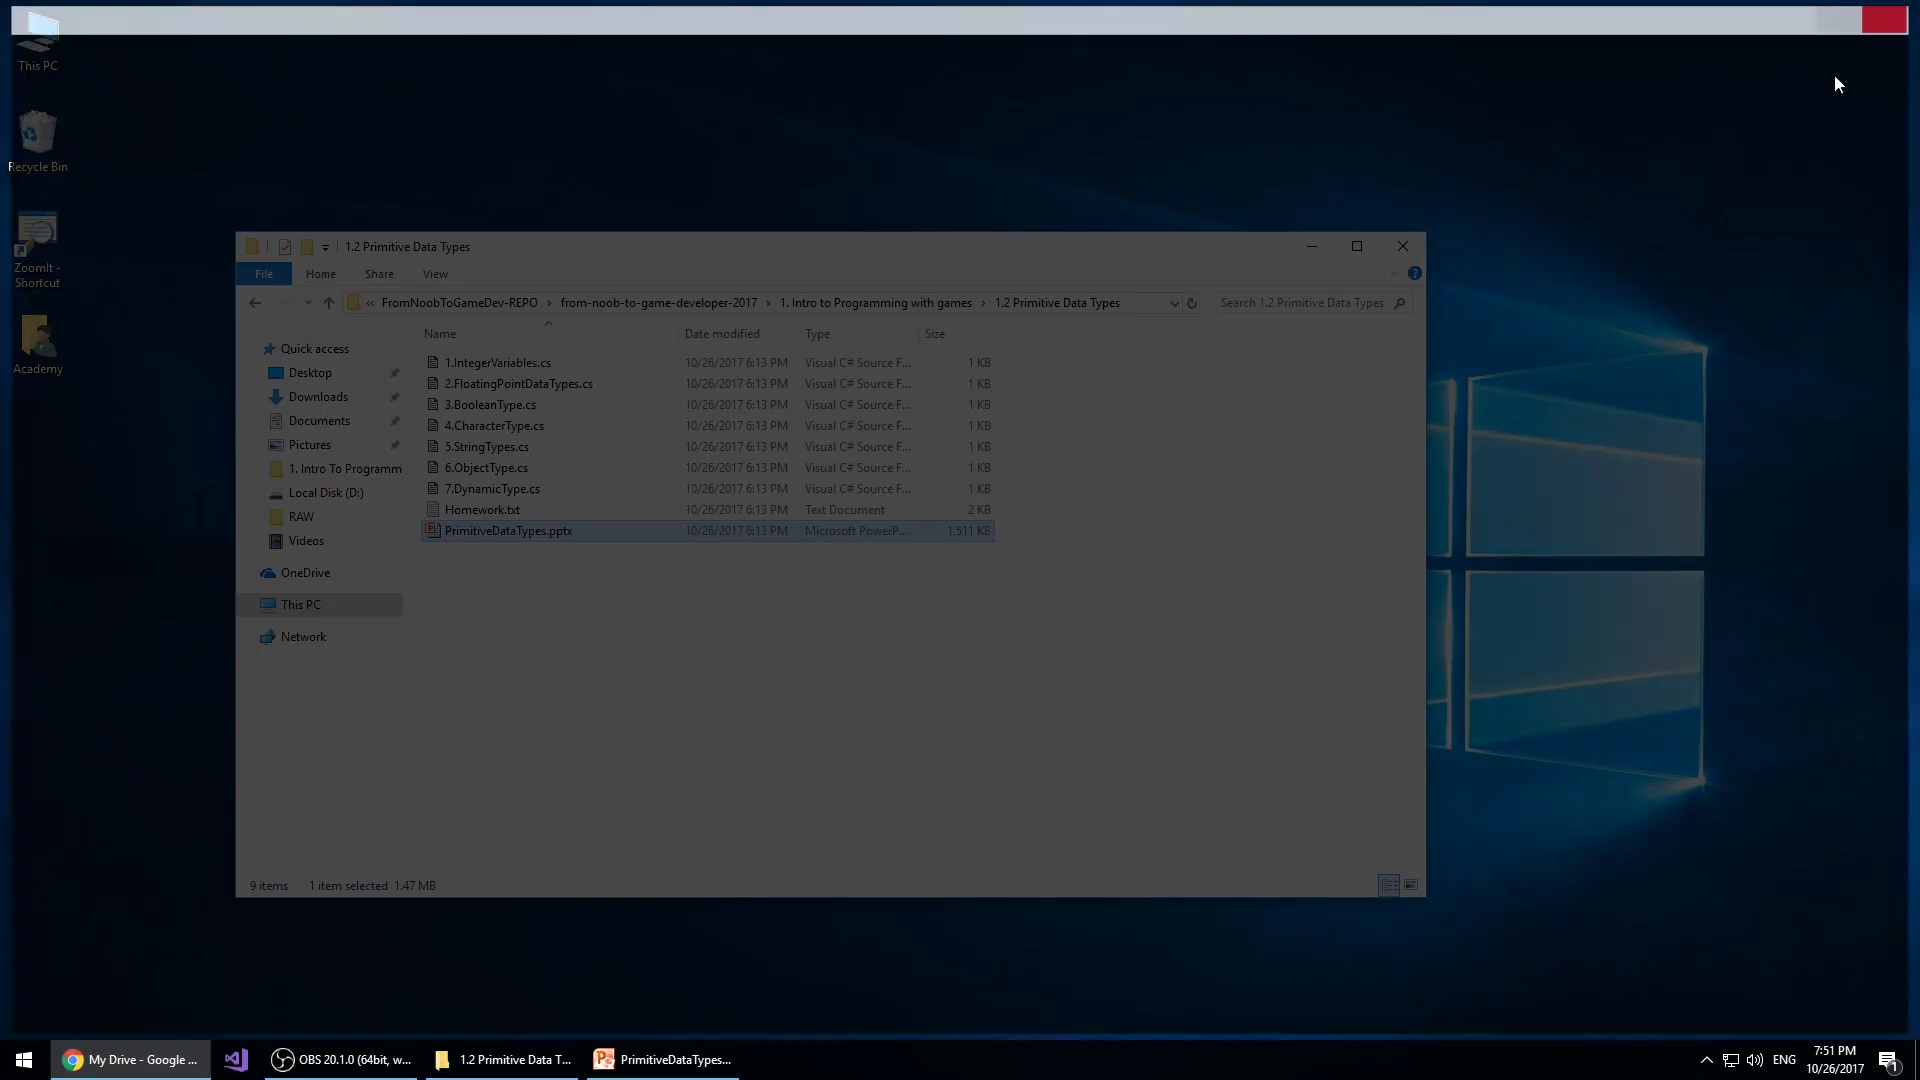 This PC
Recycle Bin
ZoomIt -
Shortcut
Academy
1.2 Primitive Data Types
File Home Share View
« FromNoobToGameDev-REPO › from-noob-to-game-developer-2017 › 1. Intro to Programming with games › 1.2 Primitive Data Types
Search 1.2 Primitive Data Types
Name Date modified Type Size
Quick access
Desktop
Downloads
Documents
Pictures
1. Intro To Programm
Local Disk (D:)
RAW
Videos
OneDrive
This PC
Network
1.IntegerVariables.cs 10/26/2017 6:13 PM Visual C# Source F... 1 KB
2.FloatingPointDataTypes.cs 10/26/2017 6:13 PM Visual C# Source F... 1 KB
3.BooleanType.cs 10/26/2017 6:13 PM Visual C# Source F... 1 KB
4.CharacterType.cs 10/26/2017 6:13 PM Visual C# Source F... 1 KB
5.StringTypes.cs 10/26/2017 6:13 PM Visual C# Source F... 1 KB
6.ObjectType.cs 10/26/2017 6:13 PM Visual C# Source F... 1 KB
7.DynamicType.cs 10/26/2017 6:13 PM Visual C# Source F... 1 KB
Homework.txt 10/26/2017 6:13 PM Text Document 2 KB
PrimitiveDataTypes.pptx 10/26/2017 6:13 PM Microsoft PowerP... 1,511 KB
9 items 1 item selected 1.47 MB
My Drive - Google ...
OBS 20.1.0 (64bit, w...
1.2 Primitive Data T...
PrimitiveDataTypes...
ENG
7:51 PM
10/26/2017
1